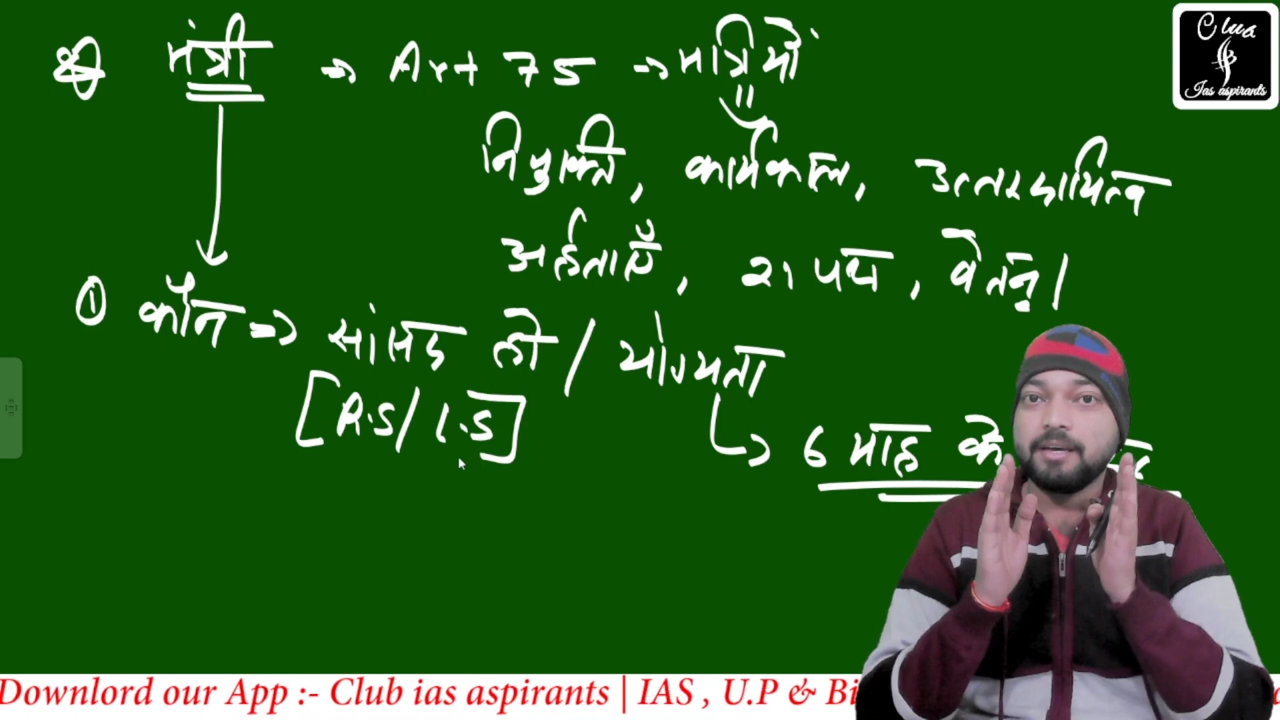 मंत्री → Art 75 → मंत्रियों
नियुक्ति, कार्यकाल, उत्तरदायित्व
अर्हताएँ, शपथ, वेतन।
① कौन ⇒ सांसद हो / योग्यता
[R.S/L.S]
↳ 6 माह के
Clua
Ias aspirants
Downlord our App :- Club ias aspirants | IAS , U.P & Bi